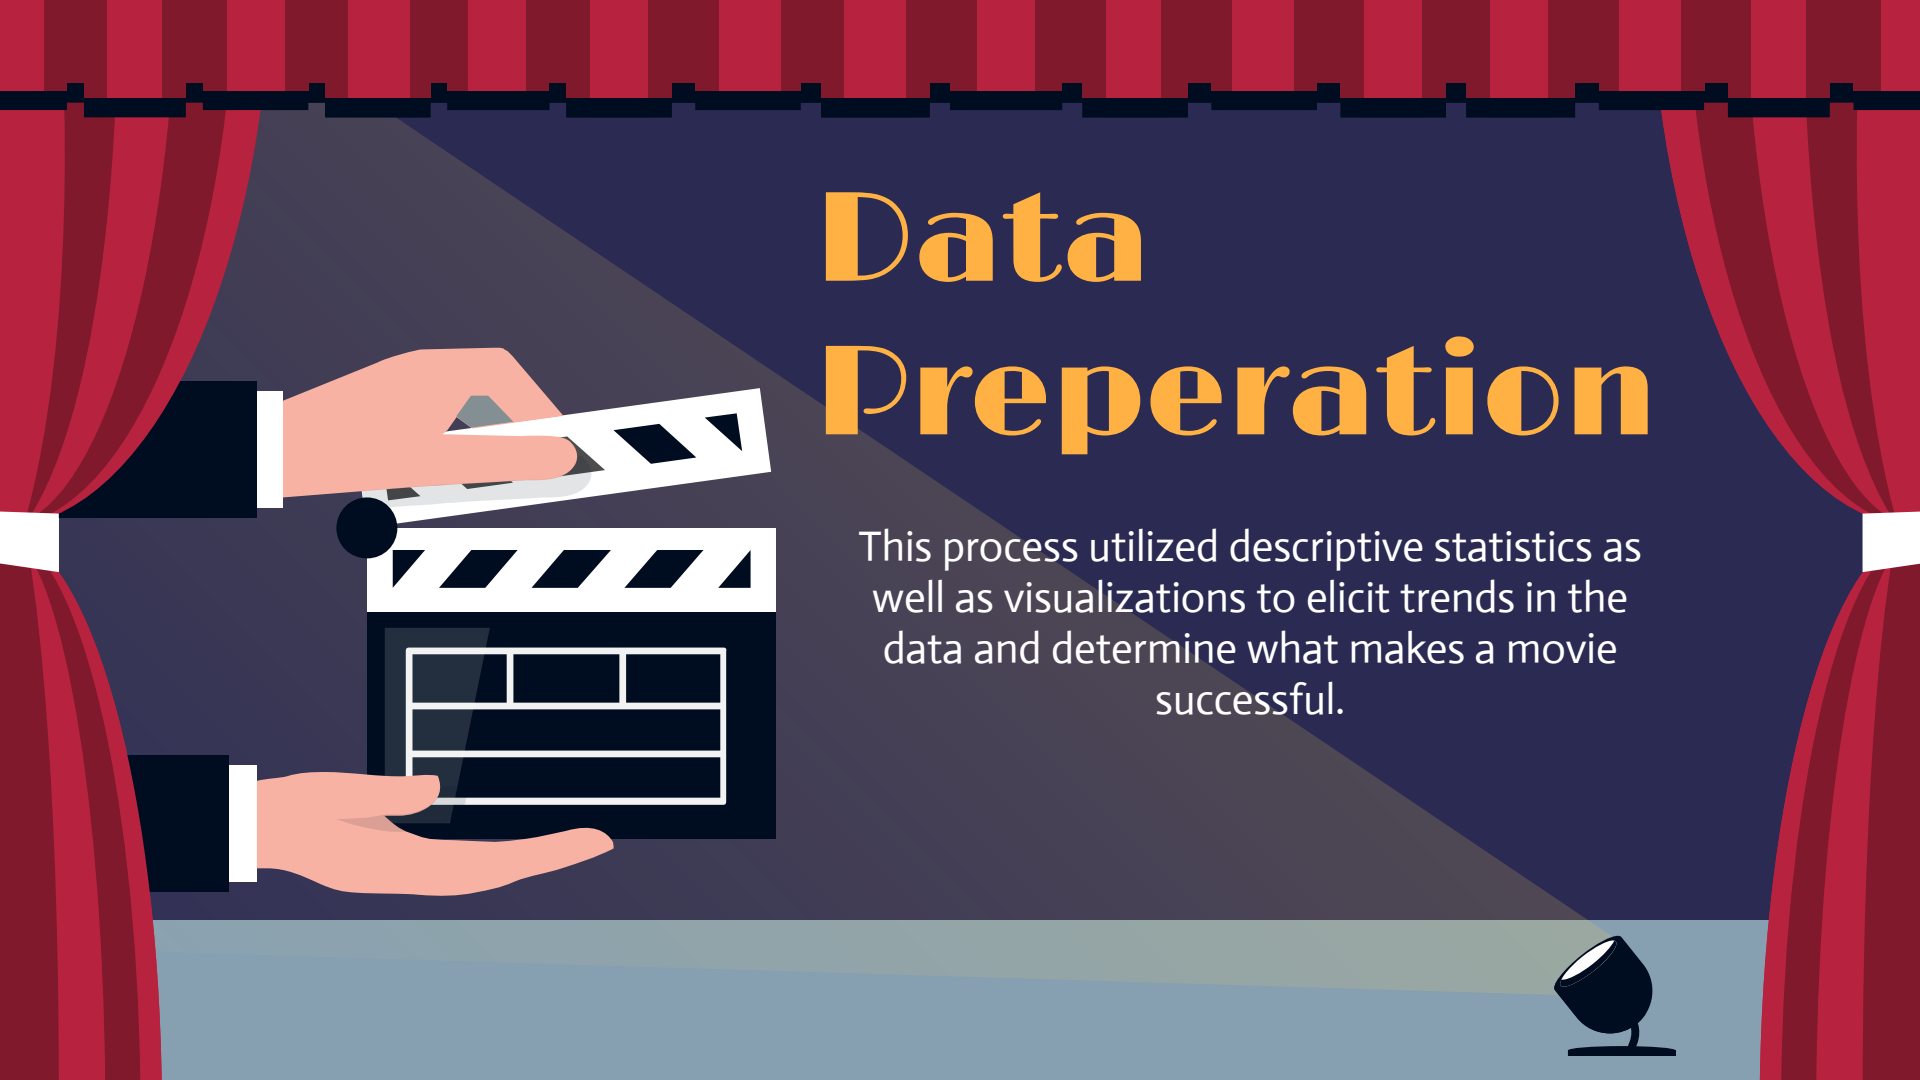 Data
Preperation
This process utilized descriptive statistics as
well as visualizations to elicit trends in the
data and determine what makes a movie
successful.